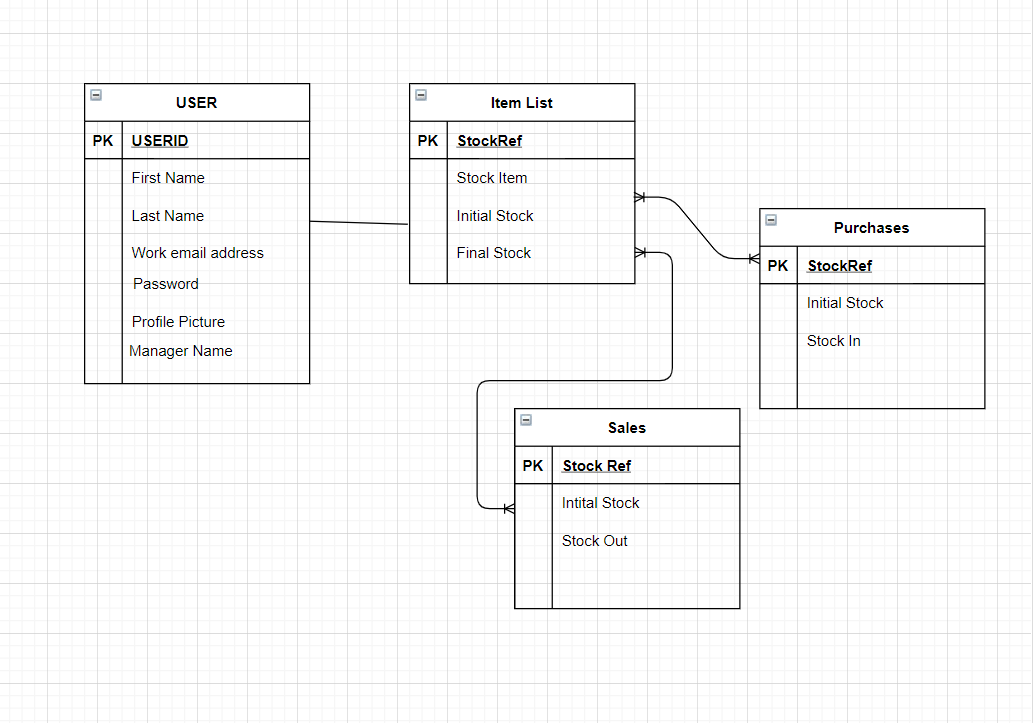 USER
PK USERID
First Name
Last Name
Work email address
Password
Profile Picture
Manager Name
Item List
PK StockRef
Stock Item
Initial Stock
Final Stock
Purchases
PK StockRef
Initial Stock
Stock In
Sales
PK Stock Ref
Intital Stock
Stock Out